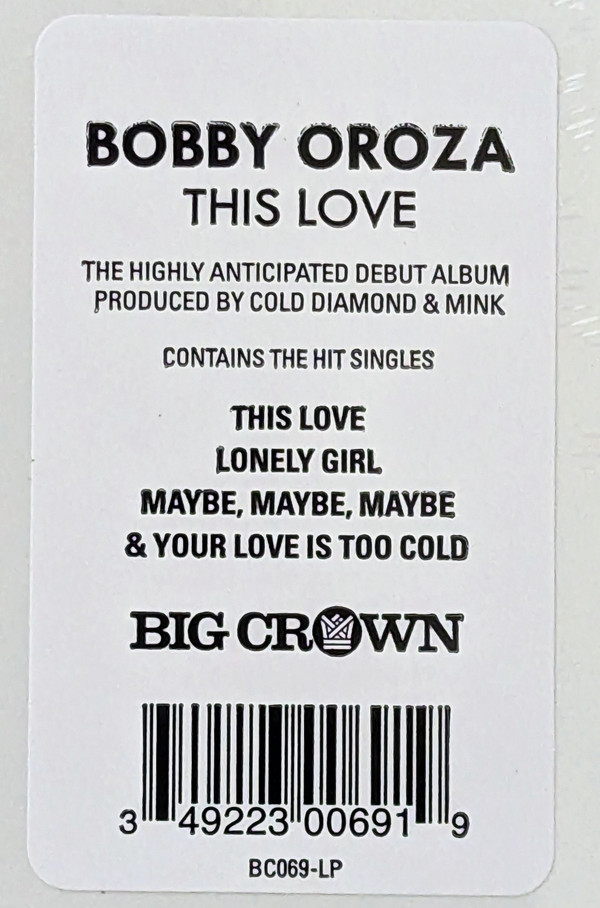 BOBBY OROZA
THIS LOVE
THE HIGHLY ANTICIPATED DEBUT ALBUM
PRODUCED BY COLD DIAMOND & MINK
CONTAINS THE HIT SINGLES
THIS LOVE
LONELY GIRL
MAYBE, MAYBE, MAYBE
& YOUR LOVE IS TOO COLD
BIG CROWN
3 49223 00691 9
BC069-LP